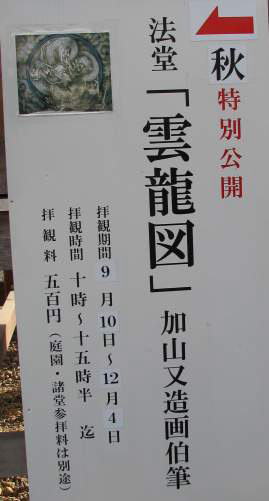 秋 特別公開
法堂「雲龍図」加山又造画伯筆
拝観期間 9月10日～12月4日
拝観時間 十時～十五時半 迄
拝観料 五百円（庭園・諸堂参拝料は別途）